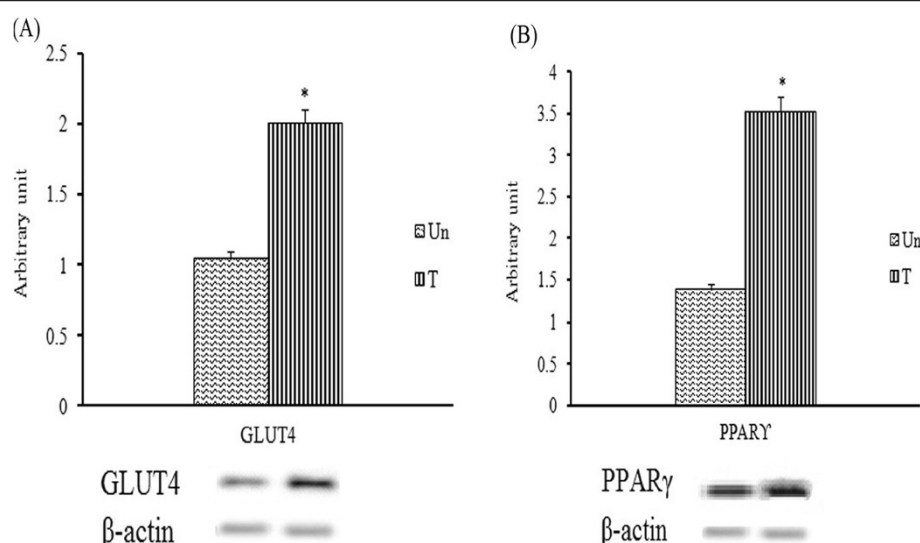 (A)
2.5
2
1.5
1
0.5
0
Arbitrary unit
*
Un
T
GLUT4
GLUT4
β-actin
(B)
4
3.5
3
2.5
2
1.5
1
0.5
0
Arbitrary unit
*
Un
T
PPARϒ
PPARγ
β-actin